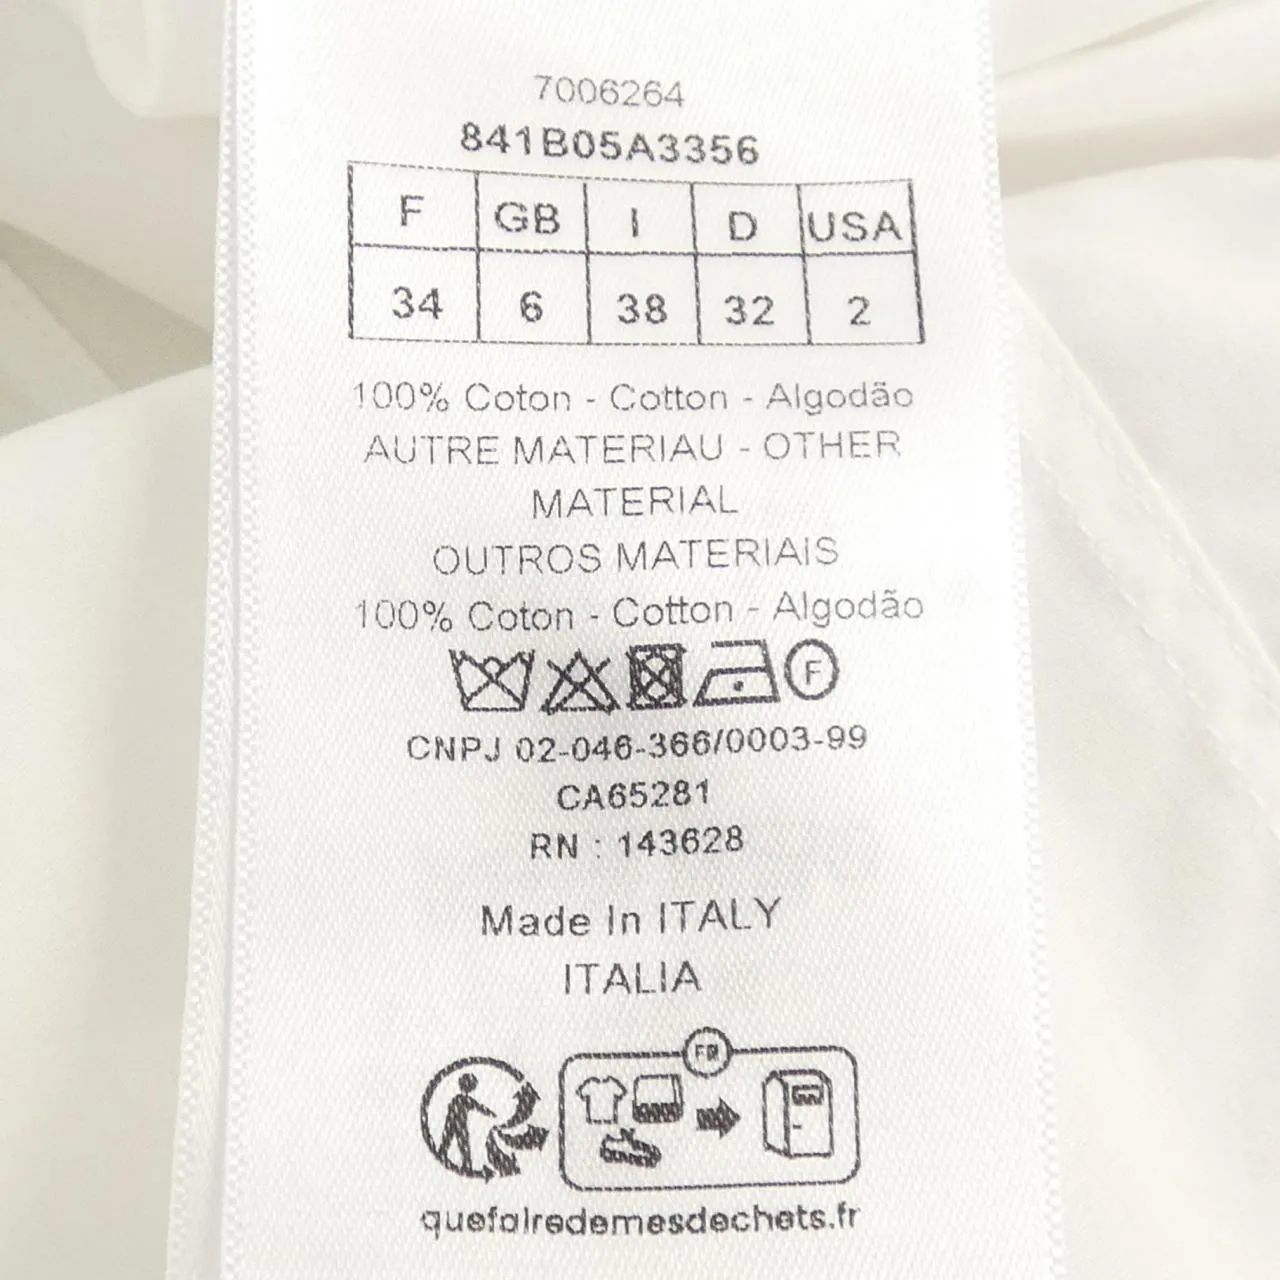 7006264
841B05A3356
F GB I D USA
34 6 38 32 2
100% Coton - Cotton - Algodão
AUTRE MATERIAU - OTHER
MATERIAL
OUTROS MATERIAIS
100% Coton - Cotton - Algodão
F
CNPJ 02-046-366/0003-99
CA65281
RN : 143628
Made In ITALY
ITALIA
FR
quefairedemesdechets.fr